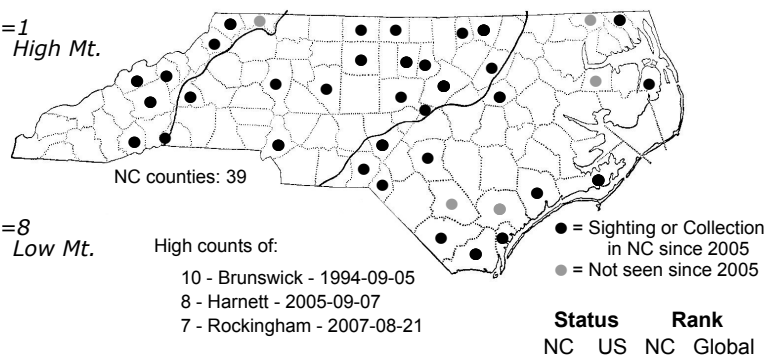 =1
High Mt.
NC counties: 39
=8
Low Mt.
High counts of:
10 - Brunswick - 1994-09-05
8 - Harnett - 2005-09-07
7 - Rockingham - 2007-08-21
● = Sighting or Collection
in NC since 2005
● = Not seen since 2005
Status Rank
NC US NC Global